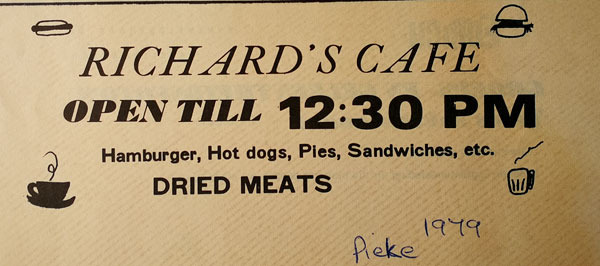 RICHARD'S CAFE
OPEN TILL 12:30 PM
Hamburger, Hot dogs, Pies, Sandwiches, etc.
DRIED MEATS
Pieke 1979